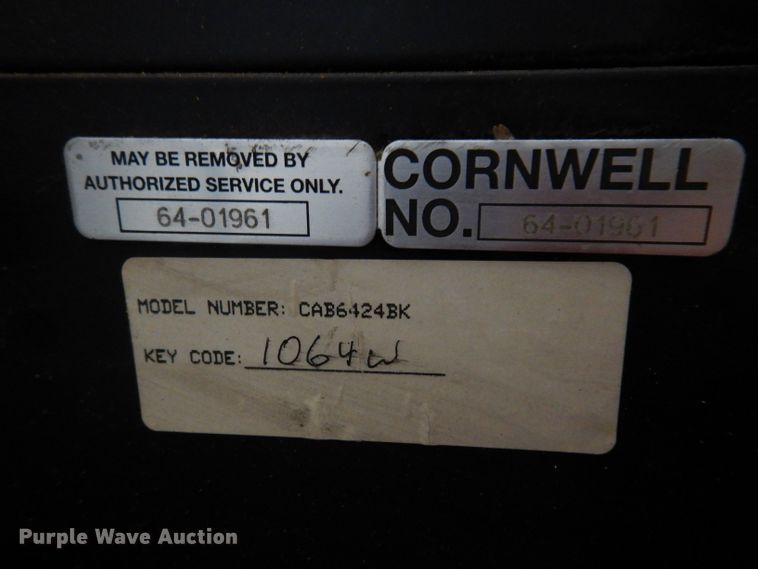 MAY BE REMOVED BY
AUTHORIZED SERVICE ONLY.
64-01961
CORNWELL
NO. 64-01961
MODEL NUMBER: CAB6424BK
KEY CODE: 1064W
Purple Wave Auction